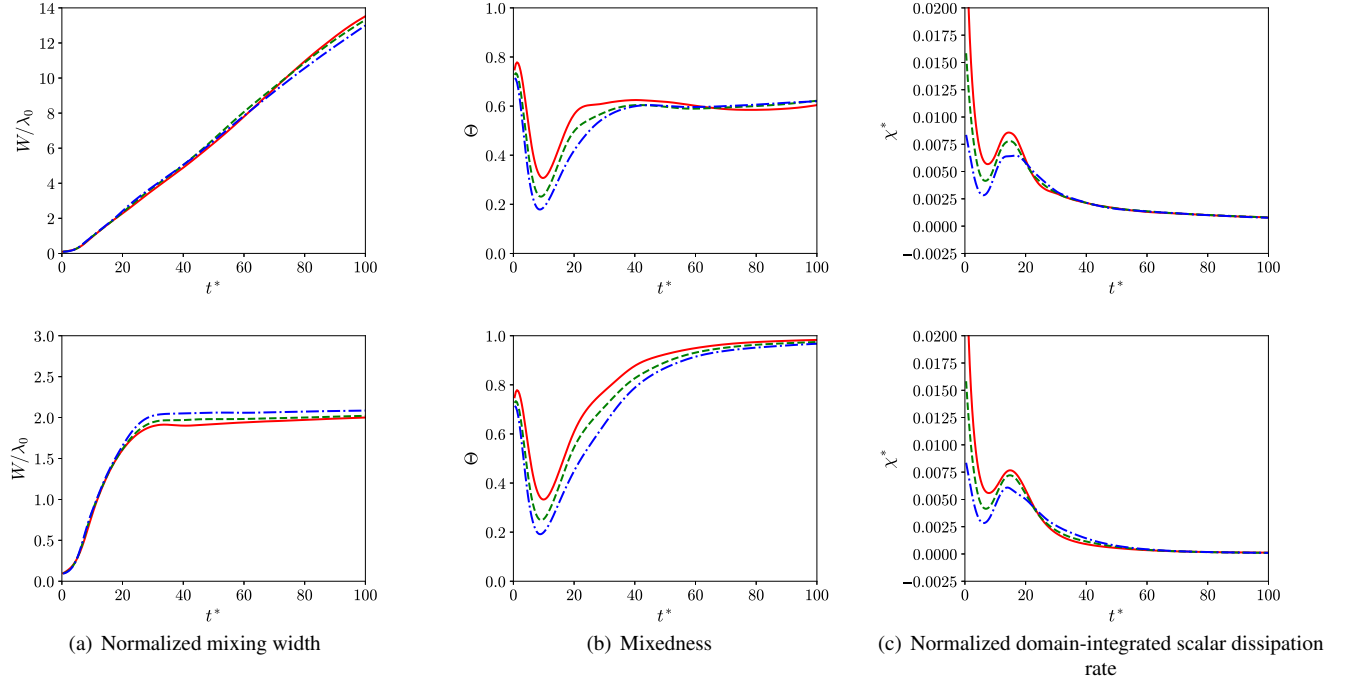 14
12
10
8
6
4
2
0
W/λ₀
0 20 40 60 80 100
t*
1.0
0.8
0.6
0.4
0.2
0.0
Θ
0 20 40 60 80 100
t*
0.0200
0.0175
0.0150
0.0125
0.0100
0.0075
0.0050
0.0025
0.0000
−0.0025
χ*
0 20 40 60 80 100
t*
3.0
2.5
2.0
1.5
1.0
0.5
0.0
W/λ₀
0 20 40 60 80 100
t*
1.0
0.8
0.6
0.4
0.2
0.0
Θ
0 20 40 60 80 100
t*
0.0200
0.0175
0.0150
0.0125
0.0100
0.0075
0.0050
0.0025
0.0000
−0.0025
χ*
0 20 40 60 80 100
t*
(a) Normalized mixing width
(b) Mixedness
(c) Normalized domain-integrated scalar dissipation
rate